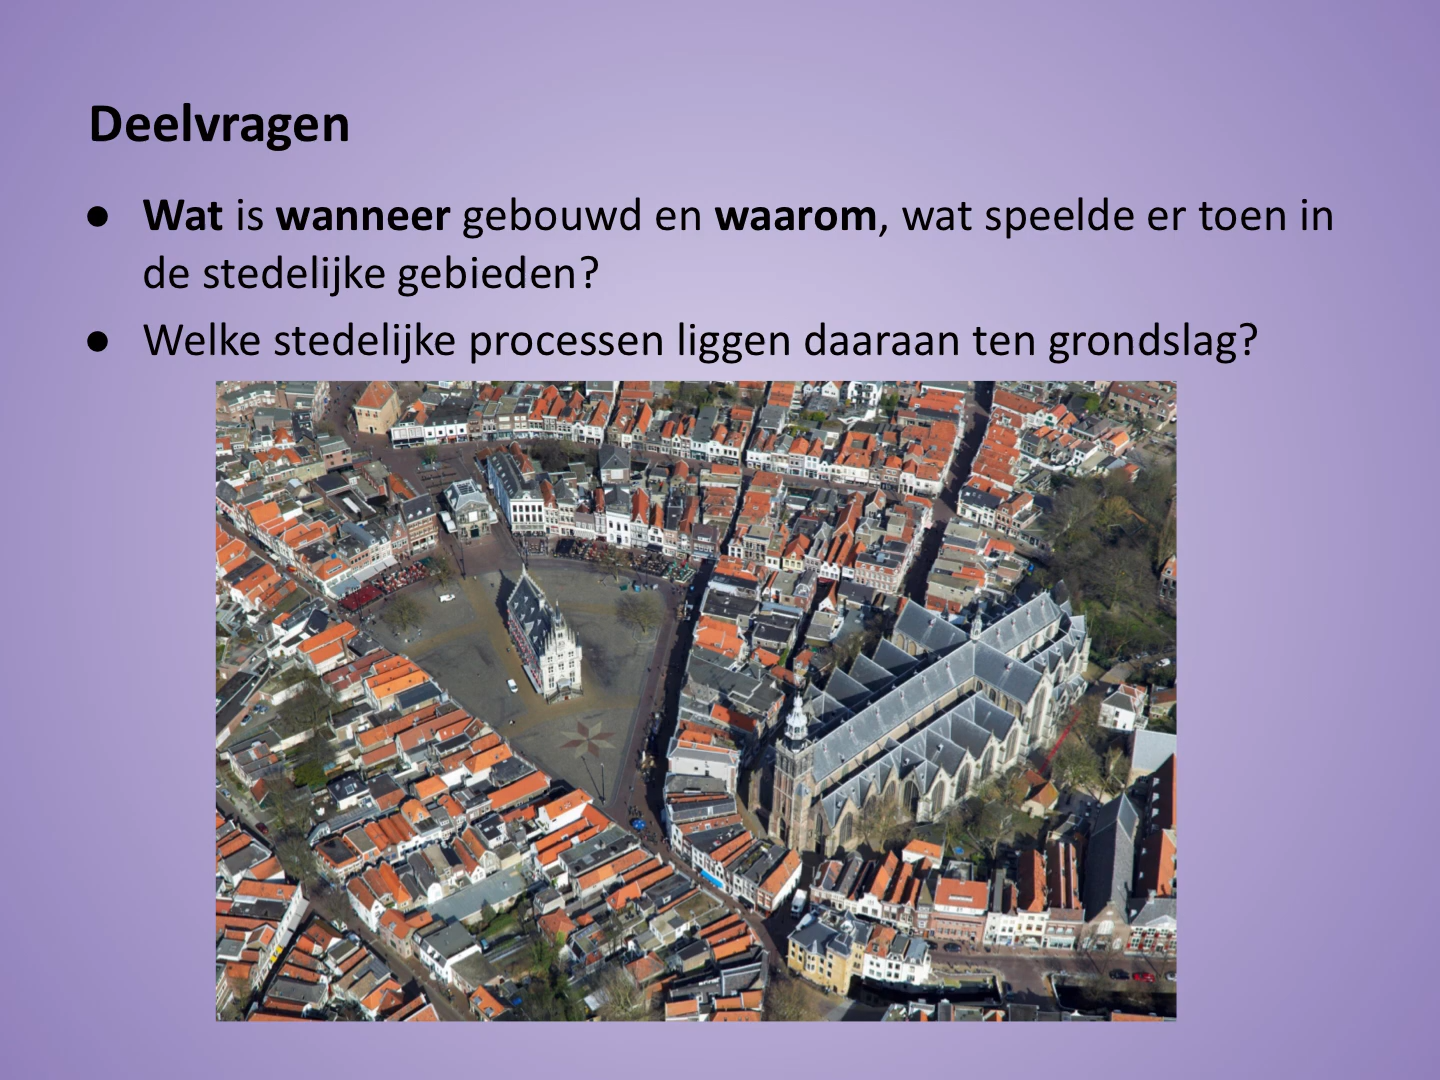 Deelvragen
● Wat is wanneer gebouwd en waarom, wat speelde er toen in
de stedelijke gebieden?
● Welke stedelijke processen liggen daaraan ten grondslag?